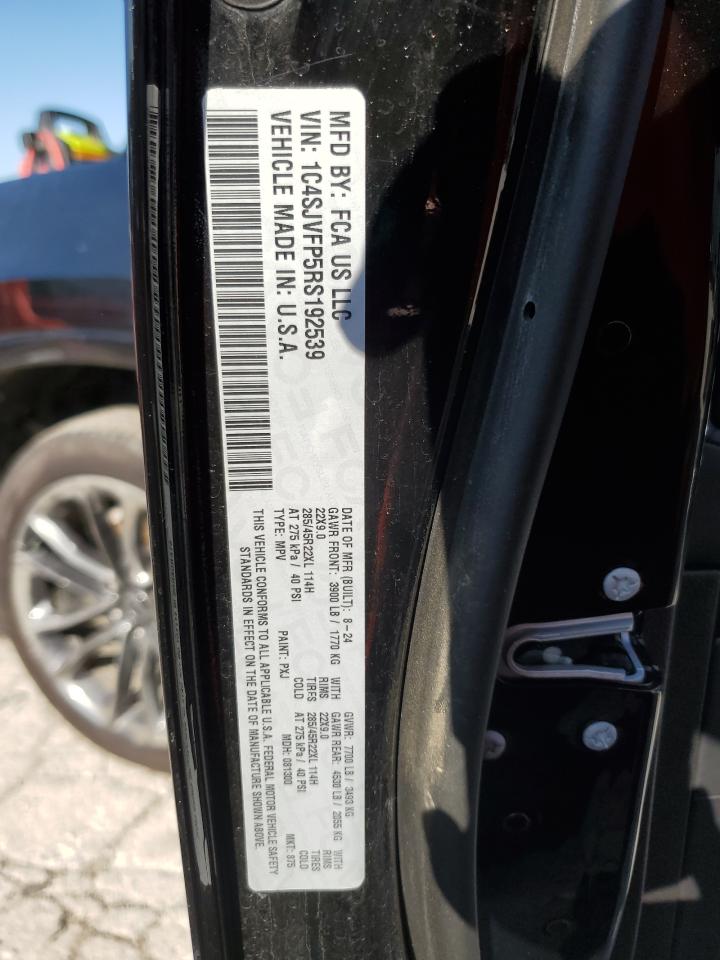 MFD BY: FCA US LLC
VIN: 1C4SJVFP5RS192539
VEHICLE MADE IN: U.S.A.
DATE OF MFR (BUILT): 8-24 GVWR: 7700 LB / 3493 KG
GAWR FRONT: 3900 LB / 1770 KG WITH GAWR REAR: 4530 LB / 2055 KG WITH
22X9.0 RIMS 22X9.0 RIMS
285/45R22XL 114H TIRES 285/45R22XL 114H TIRES
AT 275 kPa / 40 PSI COLD AT 275 kPa / 40 PSI COLD
TYPE: MPV PAINT: PXJ MDH: 081300 MKT: 875
THIS VEHICLE CONFORMS TO ALL APPLICABLE U.S.A. FEDERAL MOTOR VEHICLE SAFETY
STANDARDS IN EFFECT ON THE DATE OF MANUFACTURE SHOWN ABOVE.